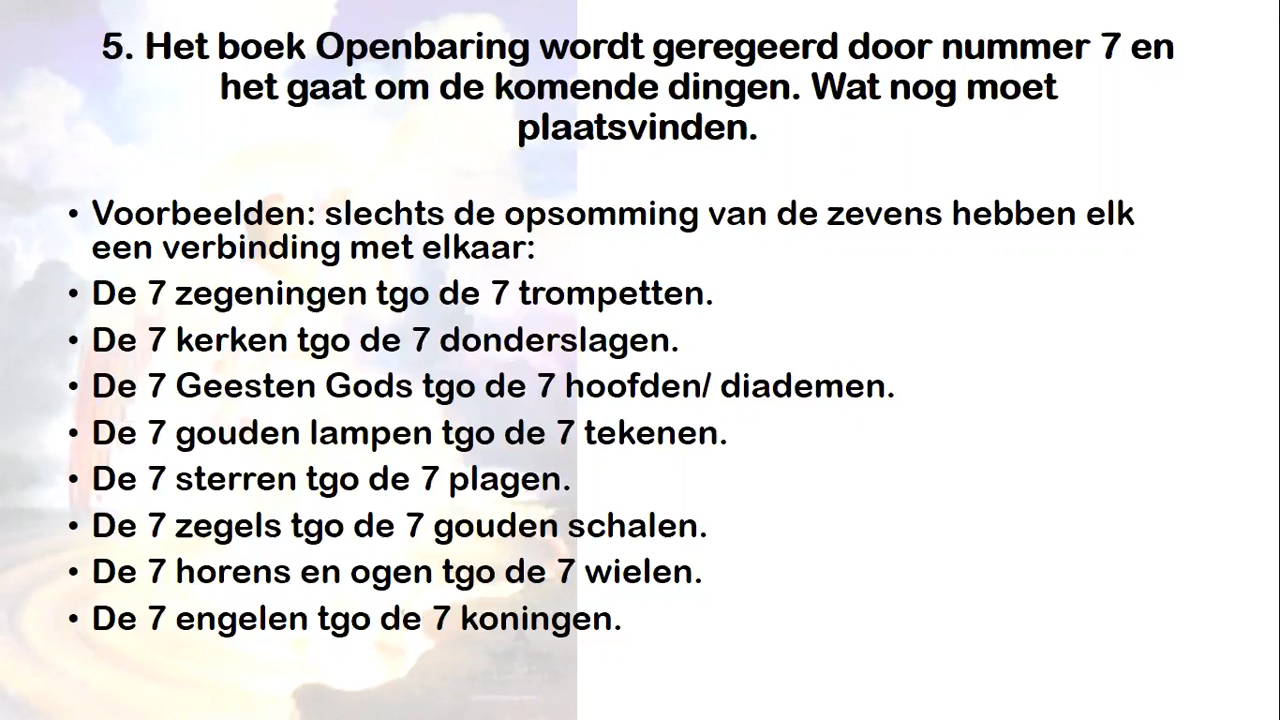 5. Het boek Openbaring wordt geregeerd door nummer 7 en
het gaat om de komende dingen. Wat nog moet
plaatsvinden.
• Voorbeelden: slechts de opsomming van de zevens hebben elk
een verbinding met elkaar:
• De 7 zegeningen tgo de 7 trompetten.
• De 7 kerken tgo de 7 donderslagen.
• De 7 Geesten Gods tgo de 7 hoofden/ diademen.
• De 7 gouden lampen tgo de 7 tekenen.
• De 7 sterren tgo de 7 plagen.
• De 7 zegels tgo de 7 gouden schalen.
• De 7 horens en ogen tgo de 7 wielen.
• De 7 engelen tgo de 7 koningen.